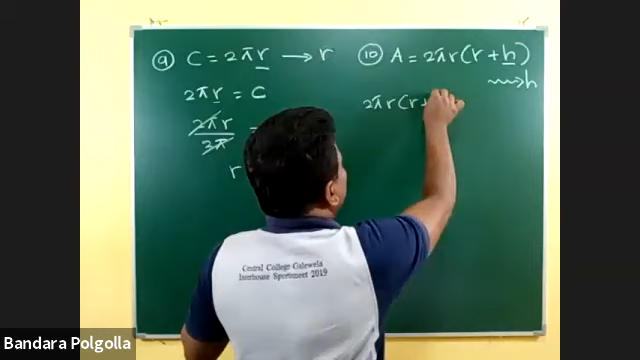 ⑨ C = 2πr → r
2πr = C
2πr / 2π =
r
⑩ A = 2πr(r + h)
→ h
2πr(r+
Central College Galewela
Interhouse Sportsmeet 2019
Bandara Polgolla